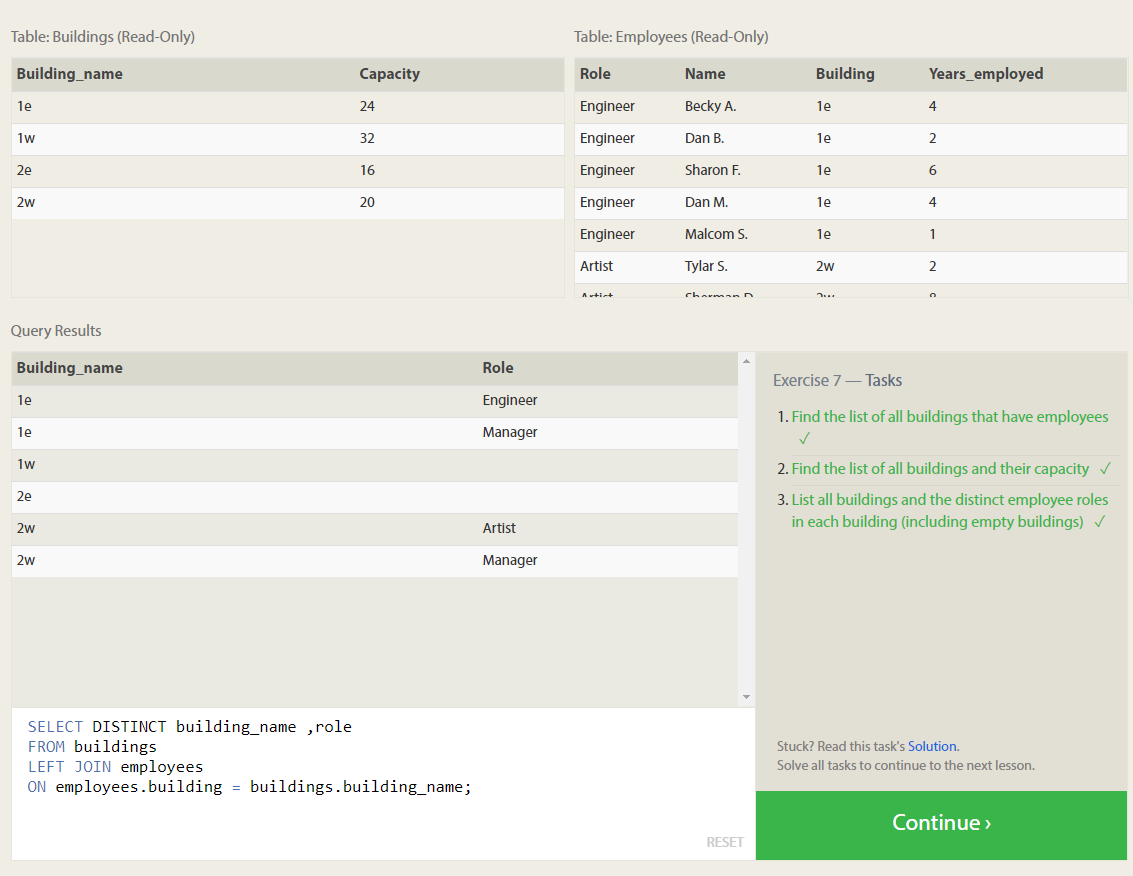 Table: Buildings (Read-Only)
Building_name Capacity
1e 24
1w 32
2e 16
2w 20
Table: Employees (Read-Only)
Role Name Building Years_employed
Engineer Becky A. 1e 4
Engineer Dan B. 1e 2
Engineer Sharon F. 1e 6
Engineer Dan M. 1e 4
Engineer Malcom S. 1e 1
Artist Tylar S. 2w 2
Artist Sherman D. 2w 8
Query Results
Building_name Role
1e Engineer
1e Manager
1w
2e
2w Artist
2w Manager
SELECT DISTINCT building_name ,role
FROM buildings
LEFT JOIN employees
ON employees.building = buildings.building_name;
RESET
Exercise 7 — Tasks
1. Find the list of all buildings that have employees
✓
2. Find the list of all buildings and their capacity ✓
3. List all buildings and the distinct employee roles
in each building (including empty buildings) ✓
Stuck? Read this task's Solution.
Solve all tasks to continue to the next lesson.
Continue ›